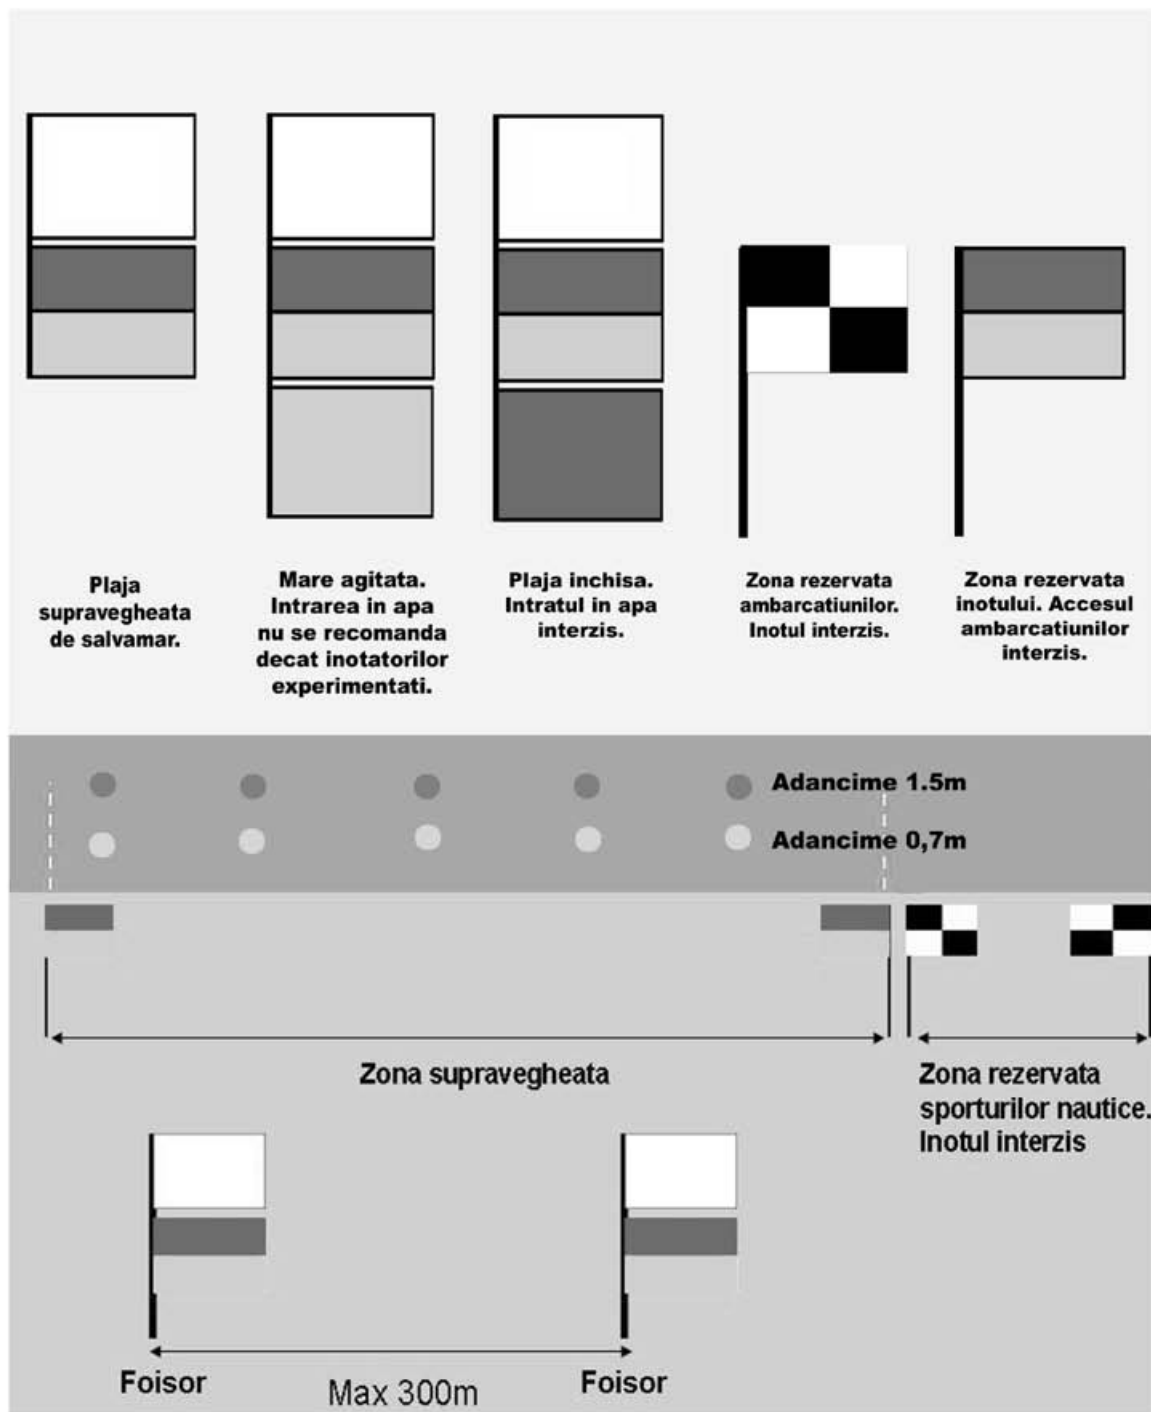 Plaja
supravegheata
de salvamar.
Mare agitata.
Intrarea in apa
nu se recomanda
decat inotatorilor
experimentati.
Plaja inchisa.
Intratul in apa
interzis.
Zona rezervata
ambarcatiunilor.
Inotul interzis.
Zona rezervata
inotului. Accesul
ambarcatiunilor
interzis.
Adancime 1.5m
Adancime 0,7m
Zona supravegheata
Zona rezervata
sporturilor nautice.
Inotul interzis
Foisor
Max 300m
Foisor